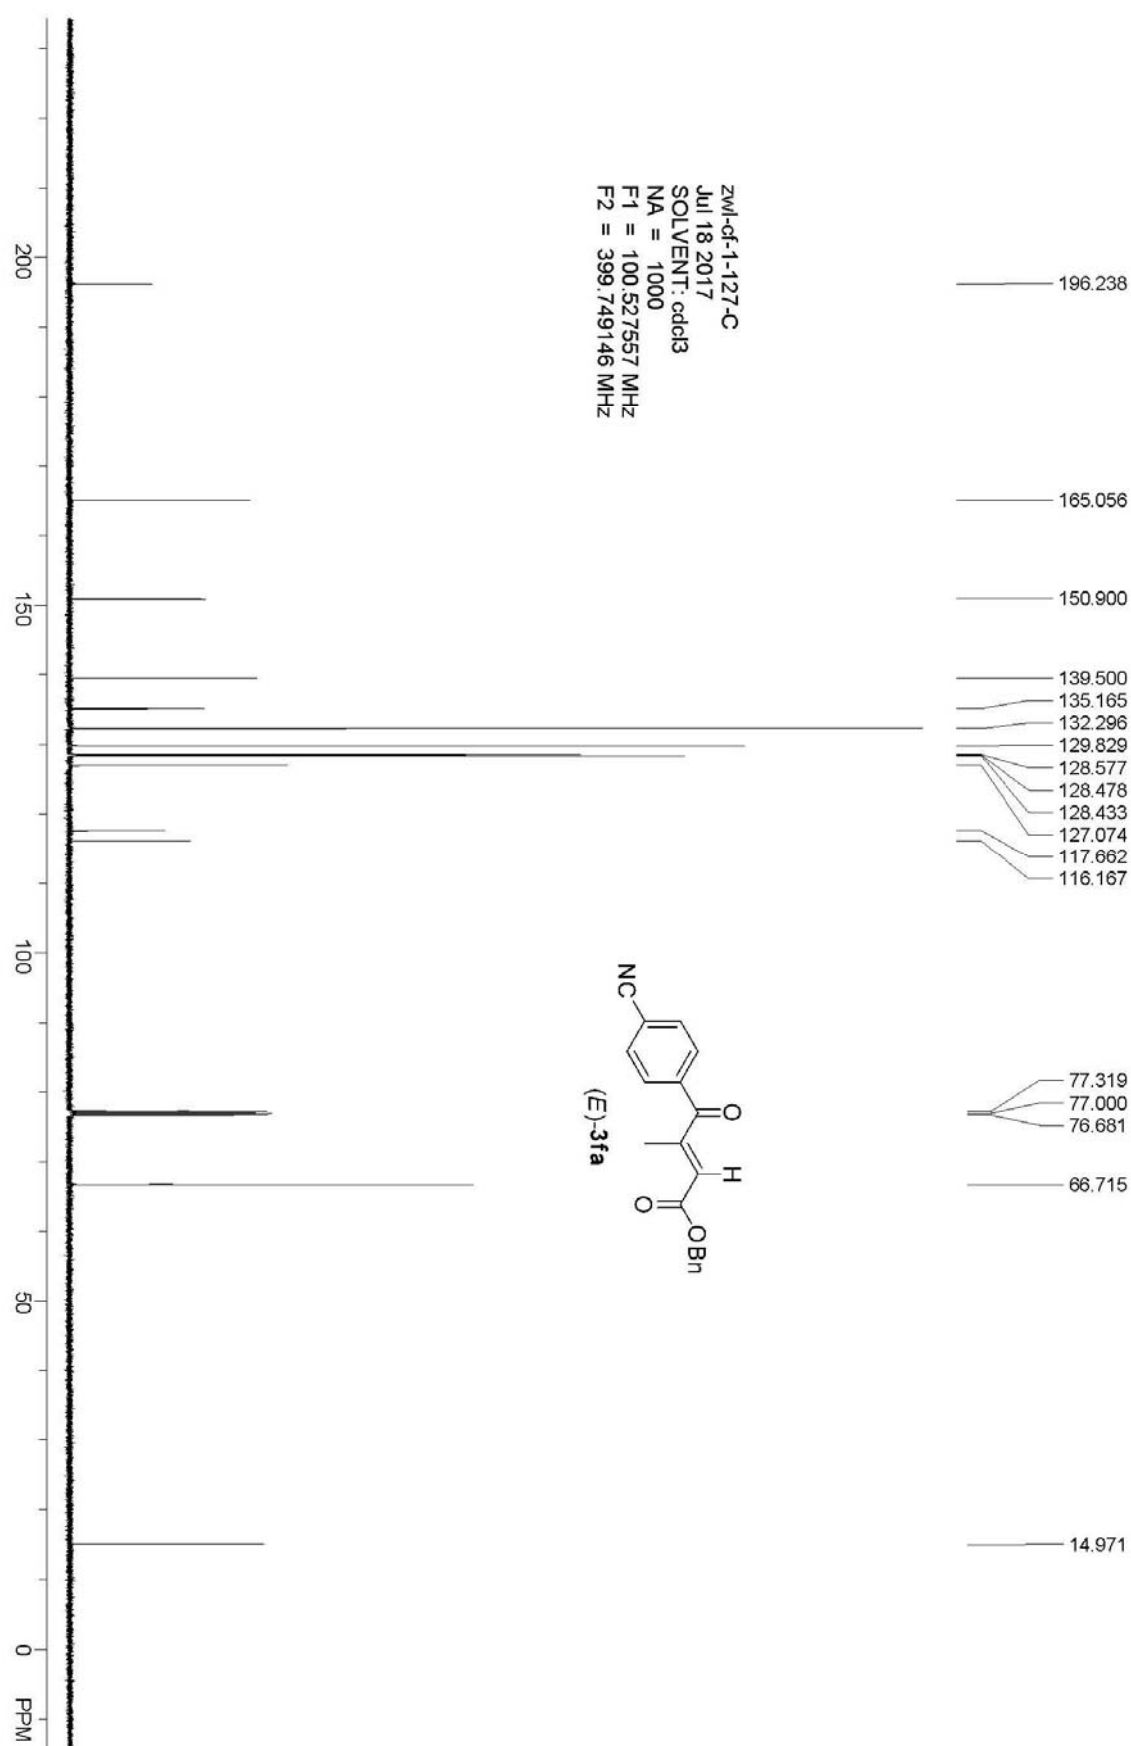 zwl-cf-1-127-C
Jul 18 2017
SOLVENT: cdcl3
NA = 1000
F1 = 100.527557 MHz
F2 = 399.749146 MHz
196.238
165.056
150.900
139.500
135.165
132.296
129.829
128.577
128.478
128.433
127.074
117.662
116.167
77.319
77.000
76.681
66.715
14.971
NC
O
H
O
OBn
(E)-3fa
200
150
100
50
0
PPM